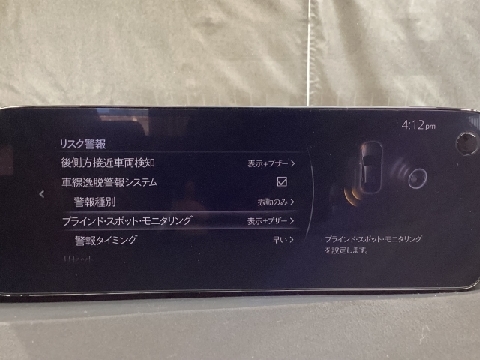 4:12pm
リスク警報
後側方接近車両検知 表示+ブザー
車線逸脱警報システム
警報種別 振動のみ
ブラインド・スポット・モニタリング 表示+ブザー
警報タイミング 早い
ブラインド・スポット・モニタリング
を設定します。